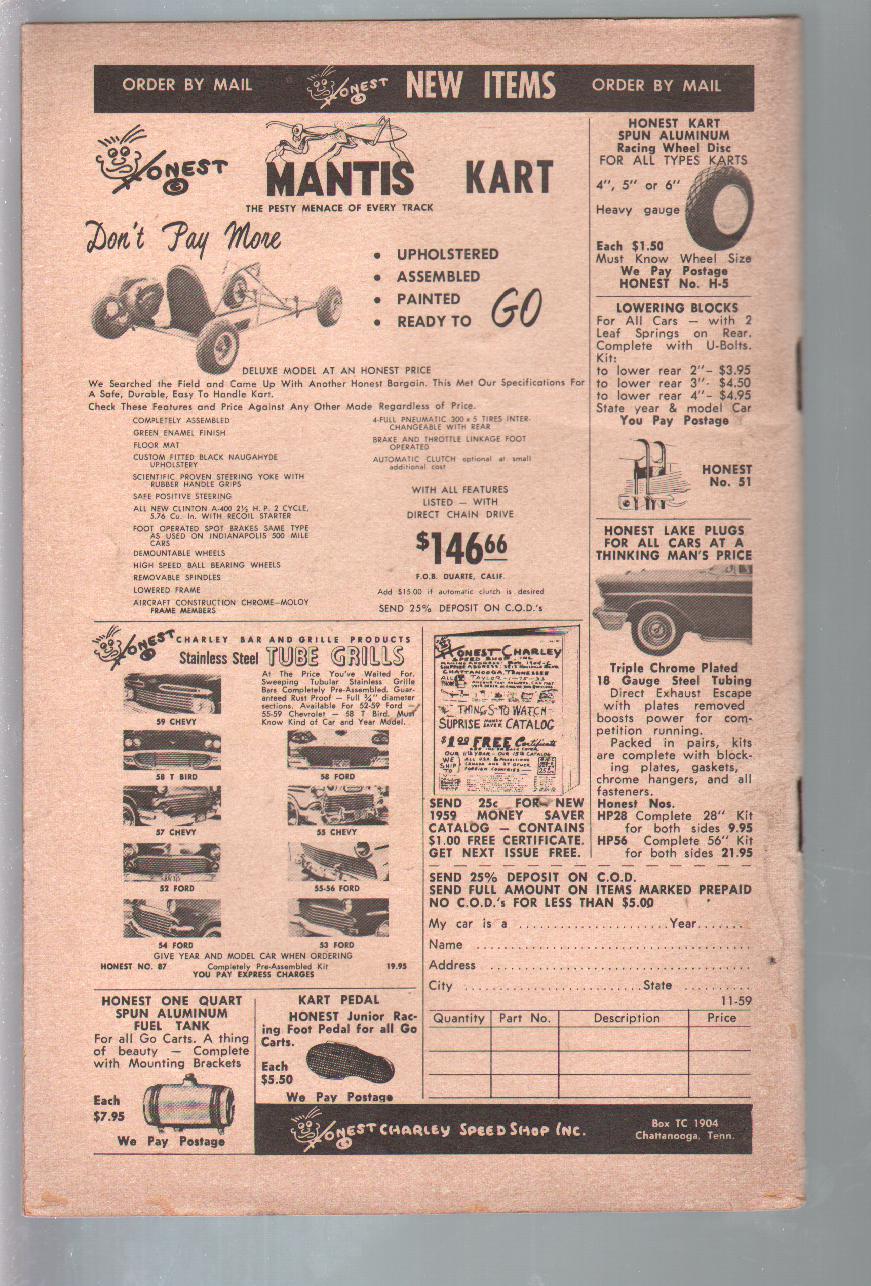 ORDER BY MAIL
HONEST
NEW ITEMS
ORDER BY MAIL
HONEST
MANTIS KART
THE PESTY MENACE OF EVERY TRACK
Don't Pay More
• UPHOLSTERED
• ASSEMBLED
• PAINTED
• READY TO GO
DELUXE MODEL AT AN HONEST PRICE
We Searched the Field and Came Up With Another Honest Bargain. This Met Our Specifications For
A Safe, Durable, Easy To Handle Kart.
Check These Features and Price Against Any Other Made Regardless of Price.
COMPLETELY ASSEMBLED
GREEN ENAMEL FINISH
FLOOR MAT
CUSTOM FITTED BLACK NAUGAHYDE
UPHOLSTERY
SCIENTIFIC PROVEN STEERING YOKE WITH
RUBBER HANDLE GRIPS
SAFE POSITIVE STEERING
ALL NEW CLINTON A-400 2½ H. P. 2 CYCLE,
5.76 Cu. In. WITH RECOIL STARTER
FOOT OPERATED SPOT BRAKES SAME TYPE
AS USED ON INDIANAPOLIS 500 MILE
CARS
DEMOUNTABLE WHEELS
HIGH SPEED BALL BEARING WHEELS
REMOVABLE SPINDLES
LOWERED FRAME
AIRCRAFT CONSTRUCTION CHROME-MOLOY
FRAME MEMBERS
4-FULL PNEUMATIC 300 x 5 TIRES INTER-
CHANGEABLE WITH REAR
BRAKE AND THROTTLE LINKAGE FOOT
OPERATED
AUTOMATIC CLUTCH optional at small
additional cost
WITH ALL FEATURES
LISTED — WITH
DIRECT CHAIN DRIVE
$146.66
F.O.B. DUARTE, CALIF.
Add $15.00 if automatic clutch is desired
SEND 25% DEPOSIT ON C.O.D.'s
HONEST KART
SPUN ALUMINUM
Racing Wheel Disc
FOR ALL TYPES KARTS
4", 5" or 6"
Heavy gauge
Each $1.50
Must Know Wheel Size
We Pay Postage
HONEST No. H-5
LOWERING BLOCKS
For All Cars — with 2
Leaf Springs on Rear.
Complete with U-Bolts.
Kit:
to lower rear 2"- $3.95
to lower rear 3"- $4.50
to lower rear 4"- $4.95
State year & model Car
You Pay Postage
HONEST
No. 51
HONEST LAKE PLUGS
FOR ALL CARS AT A
THINKING MAN'S PRICE
Triple Chrome Plated
18 Gauge Steel Tubing
Direct Exhaust Escape
with plates removed
boosts power for com-
petition running.
Packed in pairs, kits
are complete with block-
ing plates, gaskets,
chrome hangers, and all
fasteners.
Honest Nos.
HP28 Complete 28" Kit
for both sides 9.95
HP56 Complete 56" Kit
for both sides 21.95
HONEST CHARLEY BAR AND GRILLE PRODUCTS
Stainless Steel TUBE GRILLS
At The Price You've Waited For.
Sweeping Tubular Stainless Grille
Bars Completely Pre-Assembled. Guar-
anteed Rust Proof — Full ¾" diameter
sections. Available For 52-59 Ford —
55-59 Chevrolet — 58 T Bird. Must
Know Kind of Car and Year Model.
59 CHEVY
58 T BIRD
58 FORD
57 CHEVY
55 CHEVY
52 FORD
55-56 FORD
54 FORD
53 FORD
GIVE YEAR AND MODEL CAR WHEN ORDERING
HONEST NO. 87 Completely Pre-Assembled Kit 19.95
YOU PAY EXPRESS CHARGES
HONEST CHARLEY
SPEED SHOP, INC.
CHATTANOOGA, TENNESSEE
THINGS-TO WATCH
SUPRISE CATALOG
$1.00 FREE Certificate
WE
SHIP
TO
SEND 25c FOR NEW
1959 MONEY SAVER
CATALOG — CONTAINS
$1.00 FREE CERTIFICATE.
GET NEXT ISSUE FREE.
SEND 25% DEPOSIT ON C.O.D.
SEND FULL AMOUNT ON ITEMS MARKED PREPAID
NO C.O.D.'s FOR LESS THAN $5.00
My car is a ........................Year.......
Name ............................................
Address .........................................
City .............................State ..........
11-59
Quantity Part No. Description Price
HONEST ONE QUART
SPUN ALUMINUM
FUEL TANK
For all Go Carts. A thing
of beauty — Complete
with Mounting Brackets
Each
$7.95
We Pay Postage
KART PEDAL
HONEST Junior Rac-
ing Foot Pedal for all Go
Carts.
Each
$5.50
We Pay Postage
HONEST CHARLEY SPEED SHOP INC.
Box TC 1904
Chattanooga, Tenn.